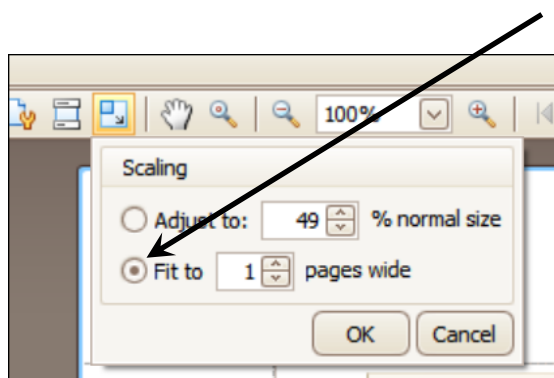 100%
Scaling
Adjust to: 49 % normal size
Fit to 1 pages wide
OK Cancel